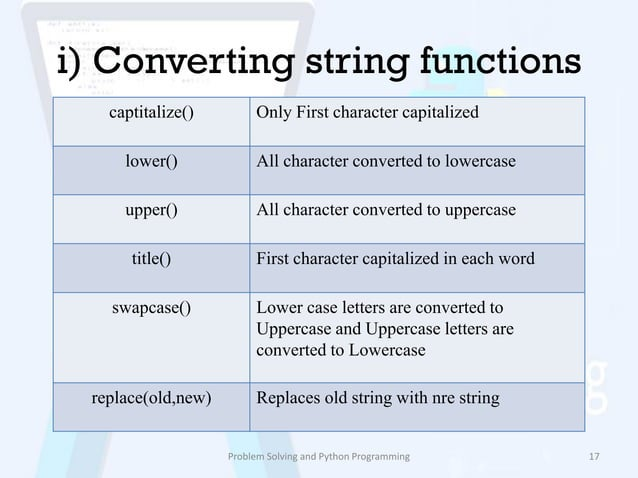 i) Converting string functions
captitalize() Only First character capitalized
lower() All character converted to lowercase
upper() All character converted to uppercase
title() First character capitalized in each word
swapcase() Lower case letters are converted to
Uppercase and Uppercase letters are
converted to Lowercase
replace(old,new) Replaces old string with nre string
Problem Solving and Python Programming 17